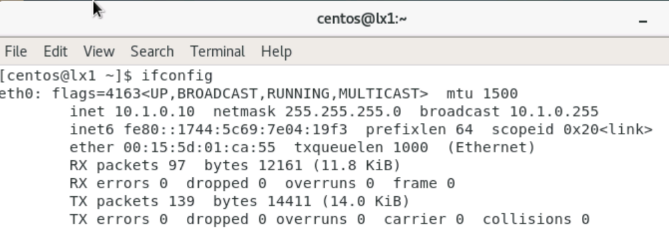 centos@lx1:~
File Edit View Search Terminal Help
[centos@lx1 ~]$ ifconfig
eth0: flags=4163<UP,BROADCAST,RUNNING,MULTICAST>  mtu 1500
        inet 10.1.0.10  netmask 255.255.255.0  broadcast 10.1.0.255
        inet6 fe80::1744:5c69:7e04:19f3  prefixlen 64  scopeid 0x20<link>
        ether 00:15:5d:01:ca:55  txqueuelen 1000  (Ethernet)
        RX packets 97  bytes 12161 (11.8 KiB)
        RX errors 0  dropped 0  overruns 0  frame 0
        TX packets 139  bytes 14411 (14.0 KiB)
        TX errors 0  dropped 0 overruns 0  carrier 0  collisions 0